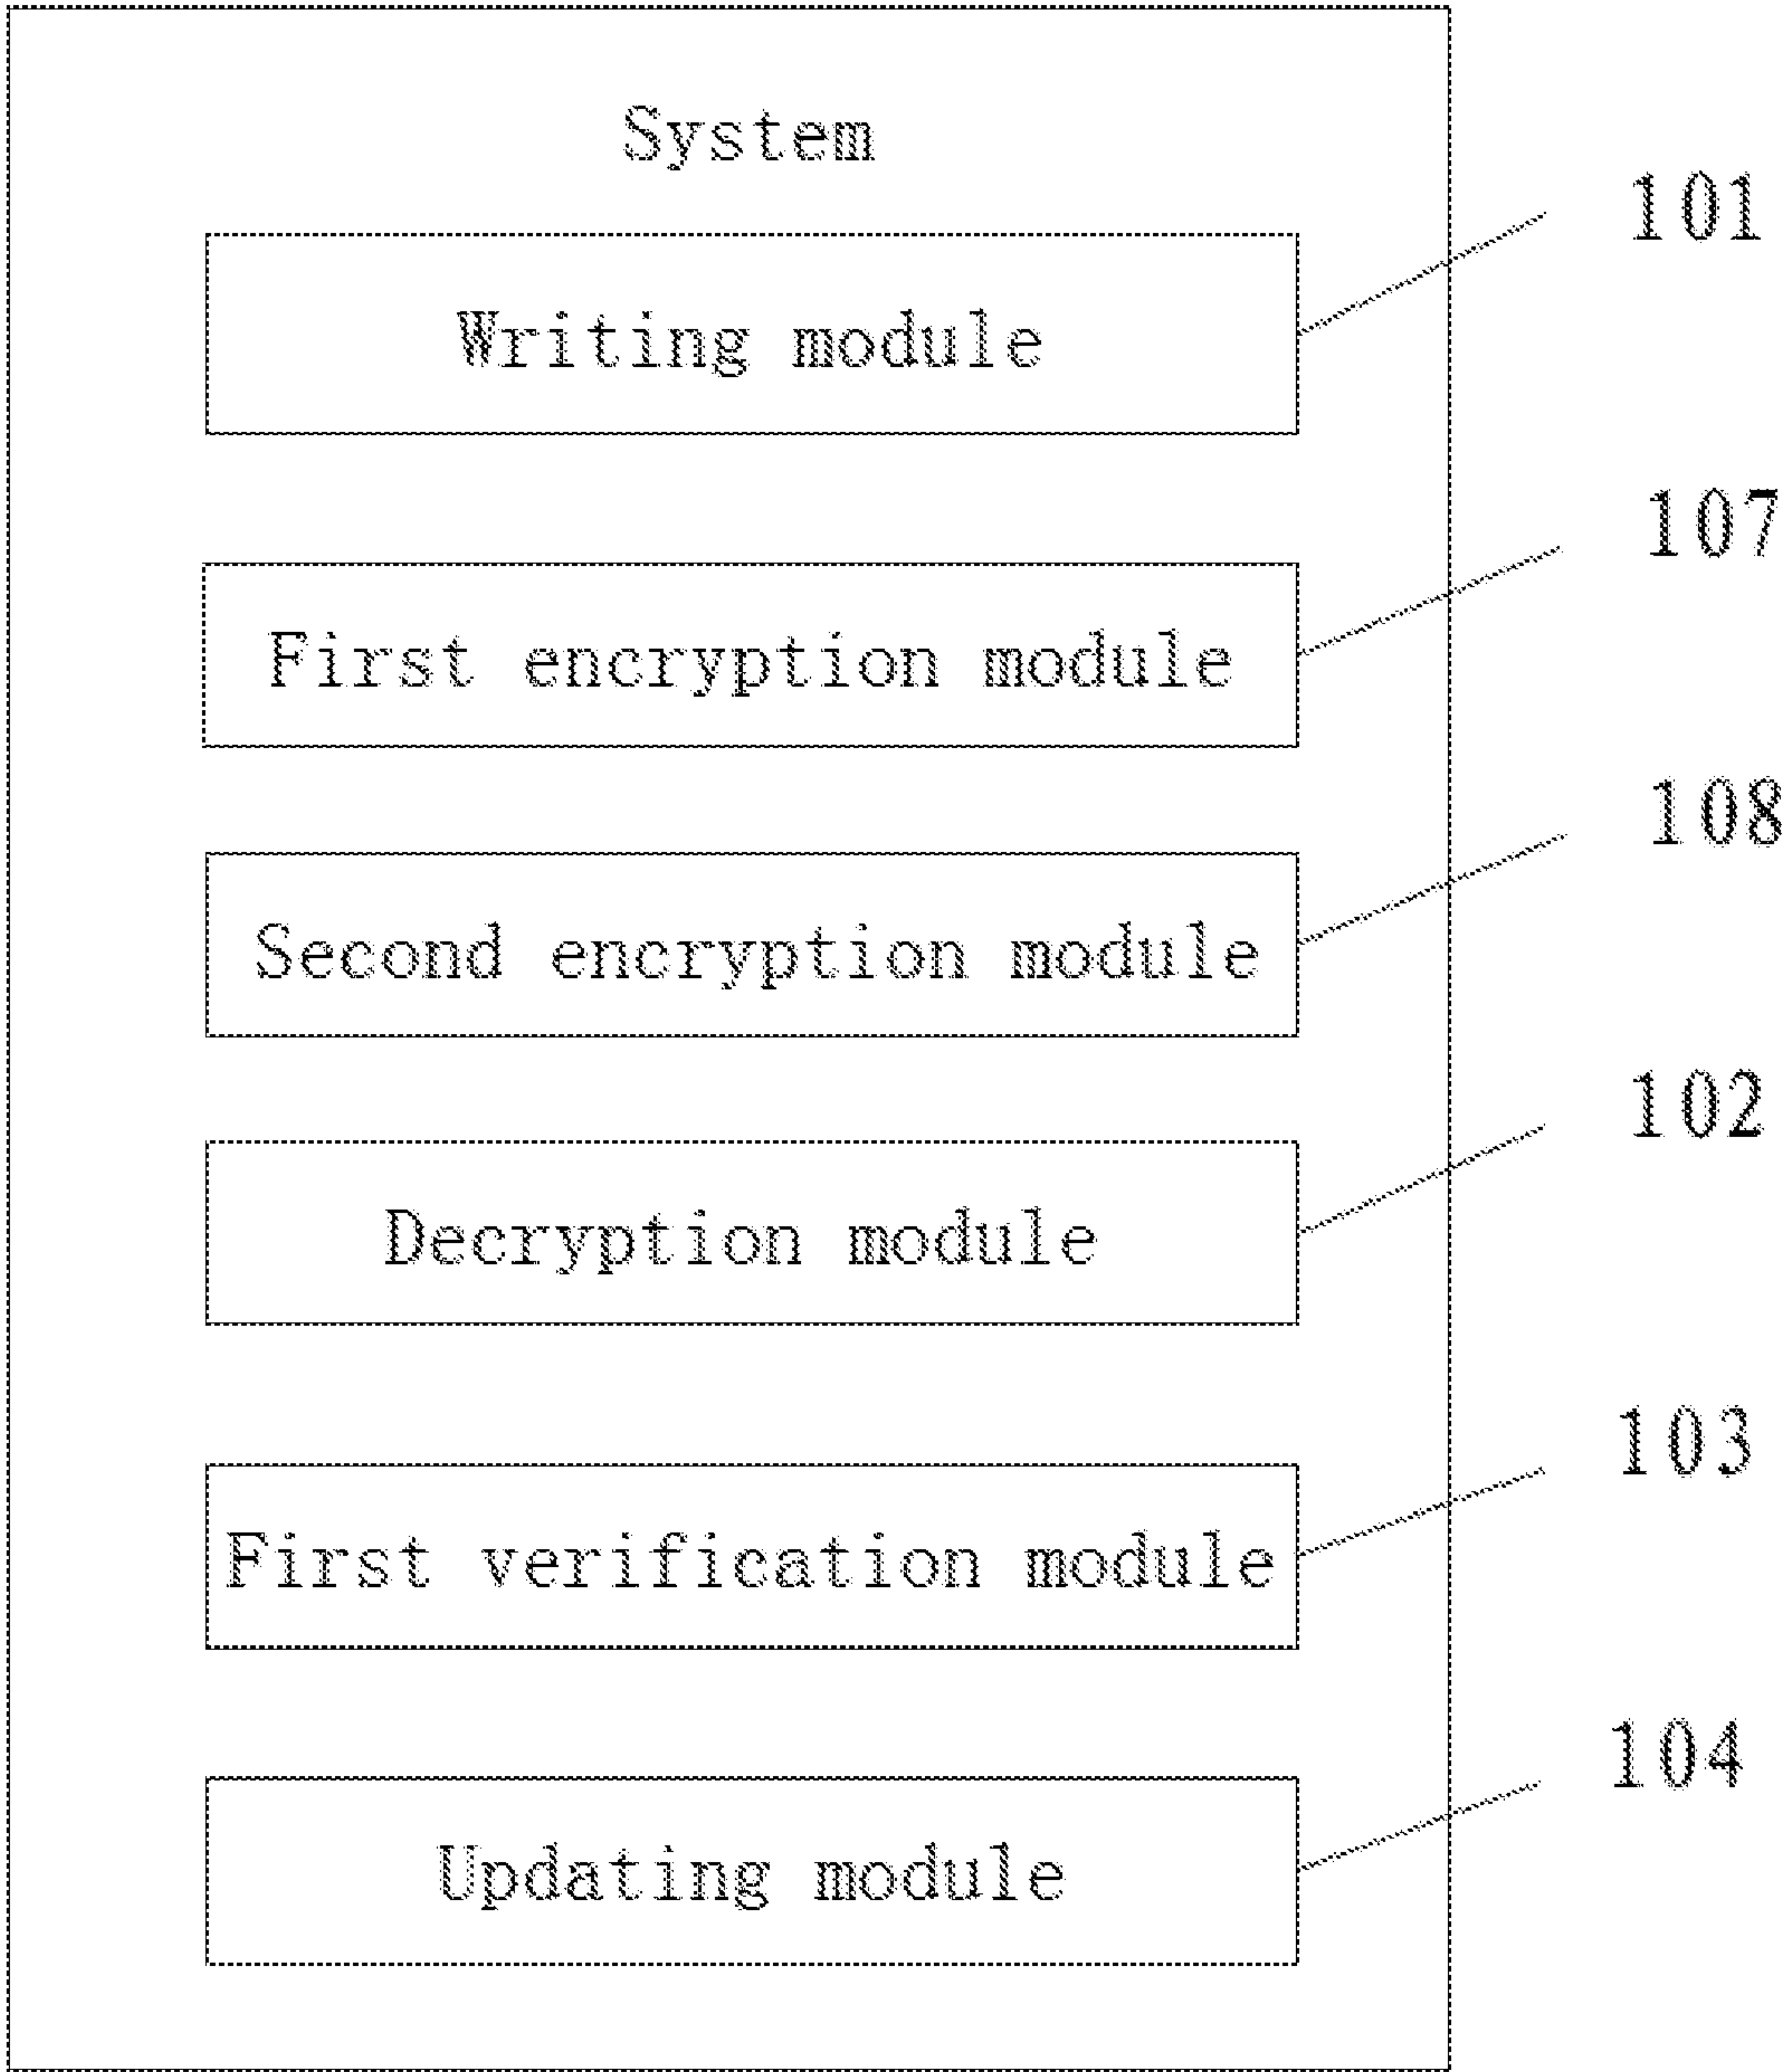 System
101
Writing module
107
First encryption module
108
Second encryption module
102
Decryption module
103
First verification module
104
Updating module